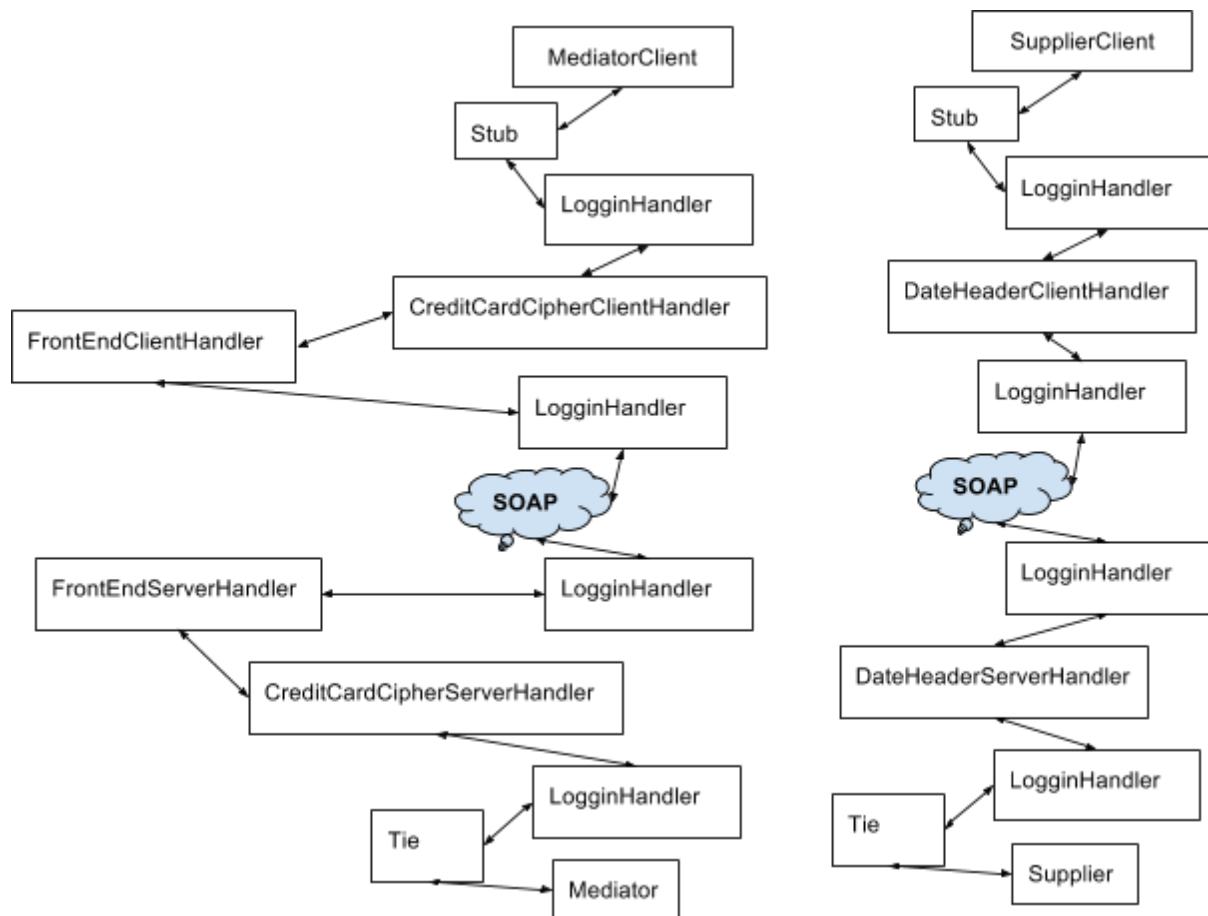 MediatorClient
Stub
LogginHandler
CreditCardCipherClientHandler
FrontEndClientHandler
LogginHandler
SOAP
LogginHandler
FrontEndServerHandler
CreditCardCipherServerHandler
LogginHandler
Tie
Mediator
SupplierClient
Stub
LogginHandler
DateHeaderClientHandler
LogginHandler
SOAP
LogginHandler
DateHeaderServerHandler
LogginHandler
Tie
Supplier